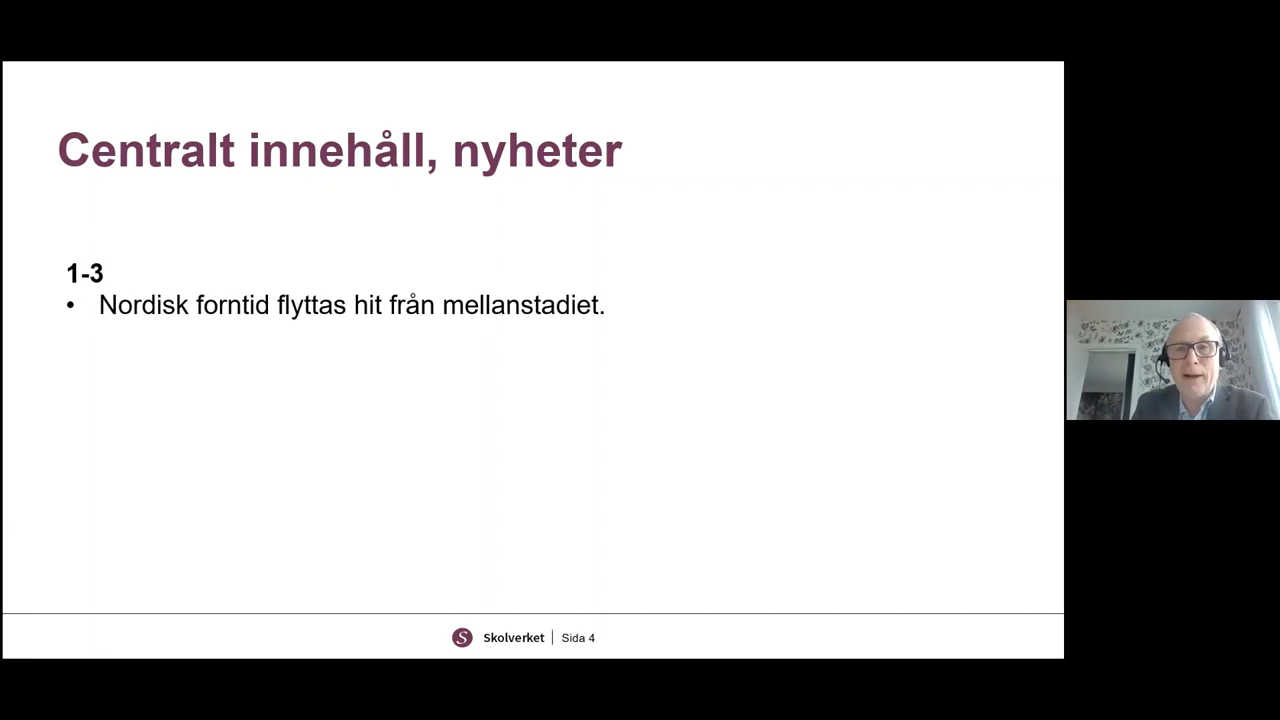 Centralt innehåll, nyheter
1-3
• Nordisk forntid flyttas hit från mellanstadiet.
S Skolverket | Sida 4